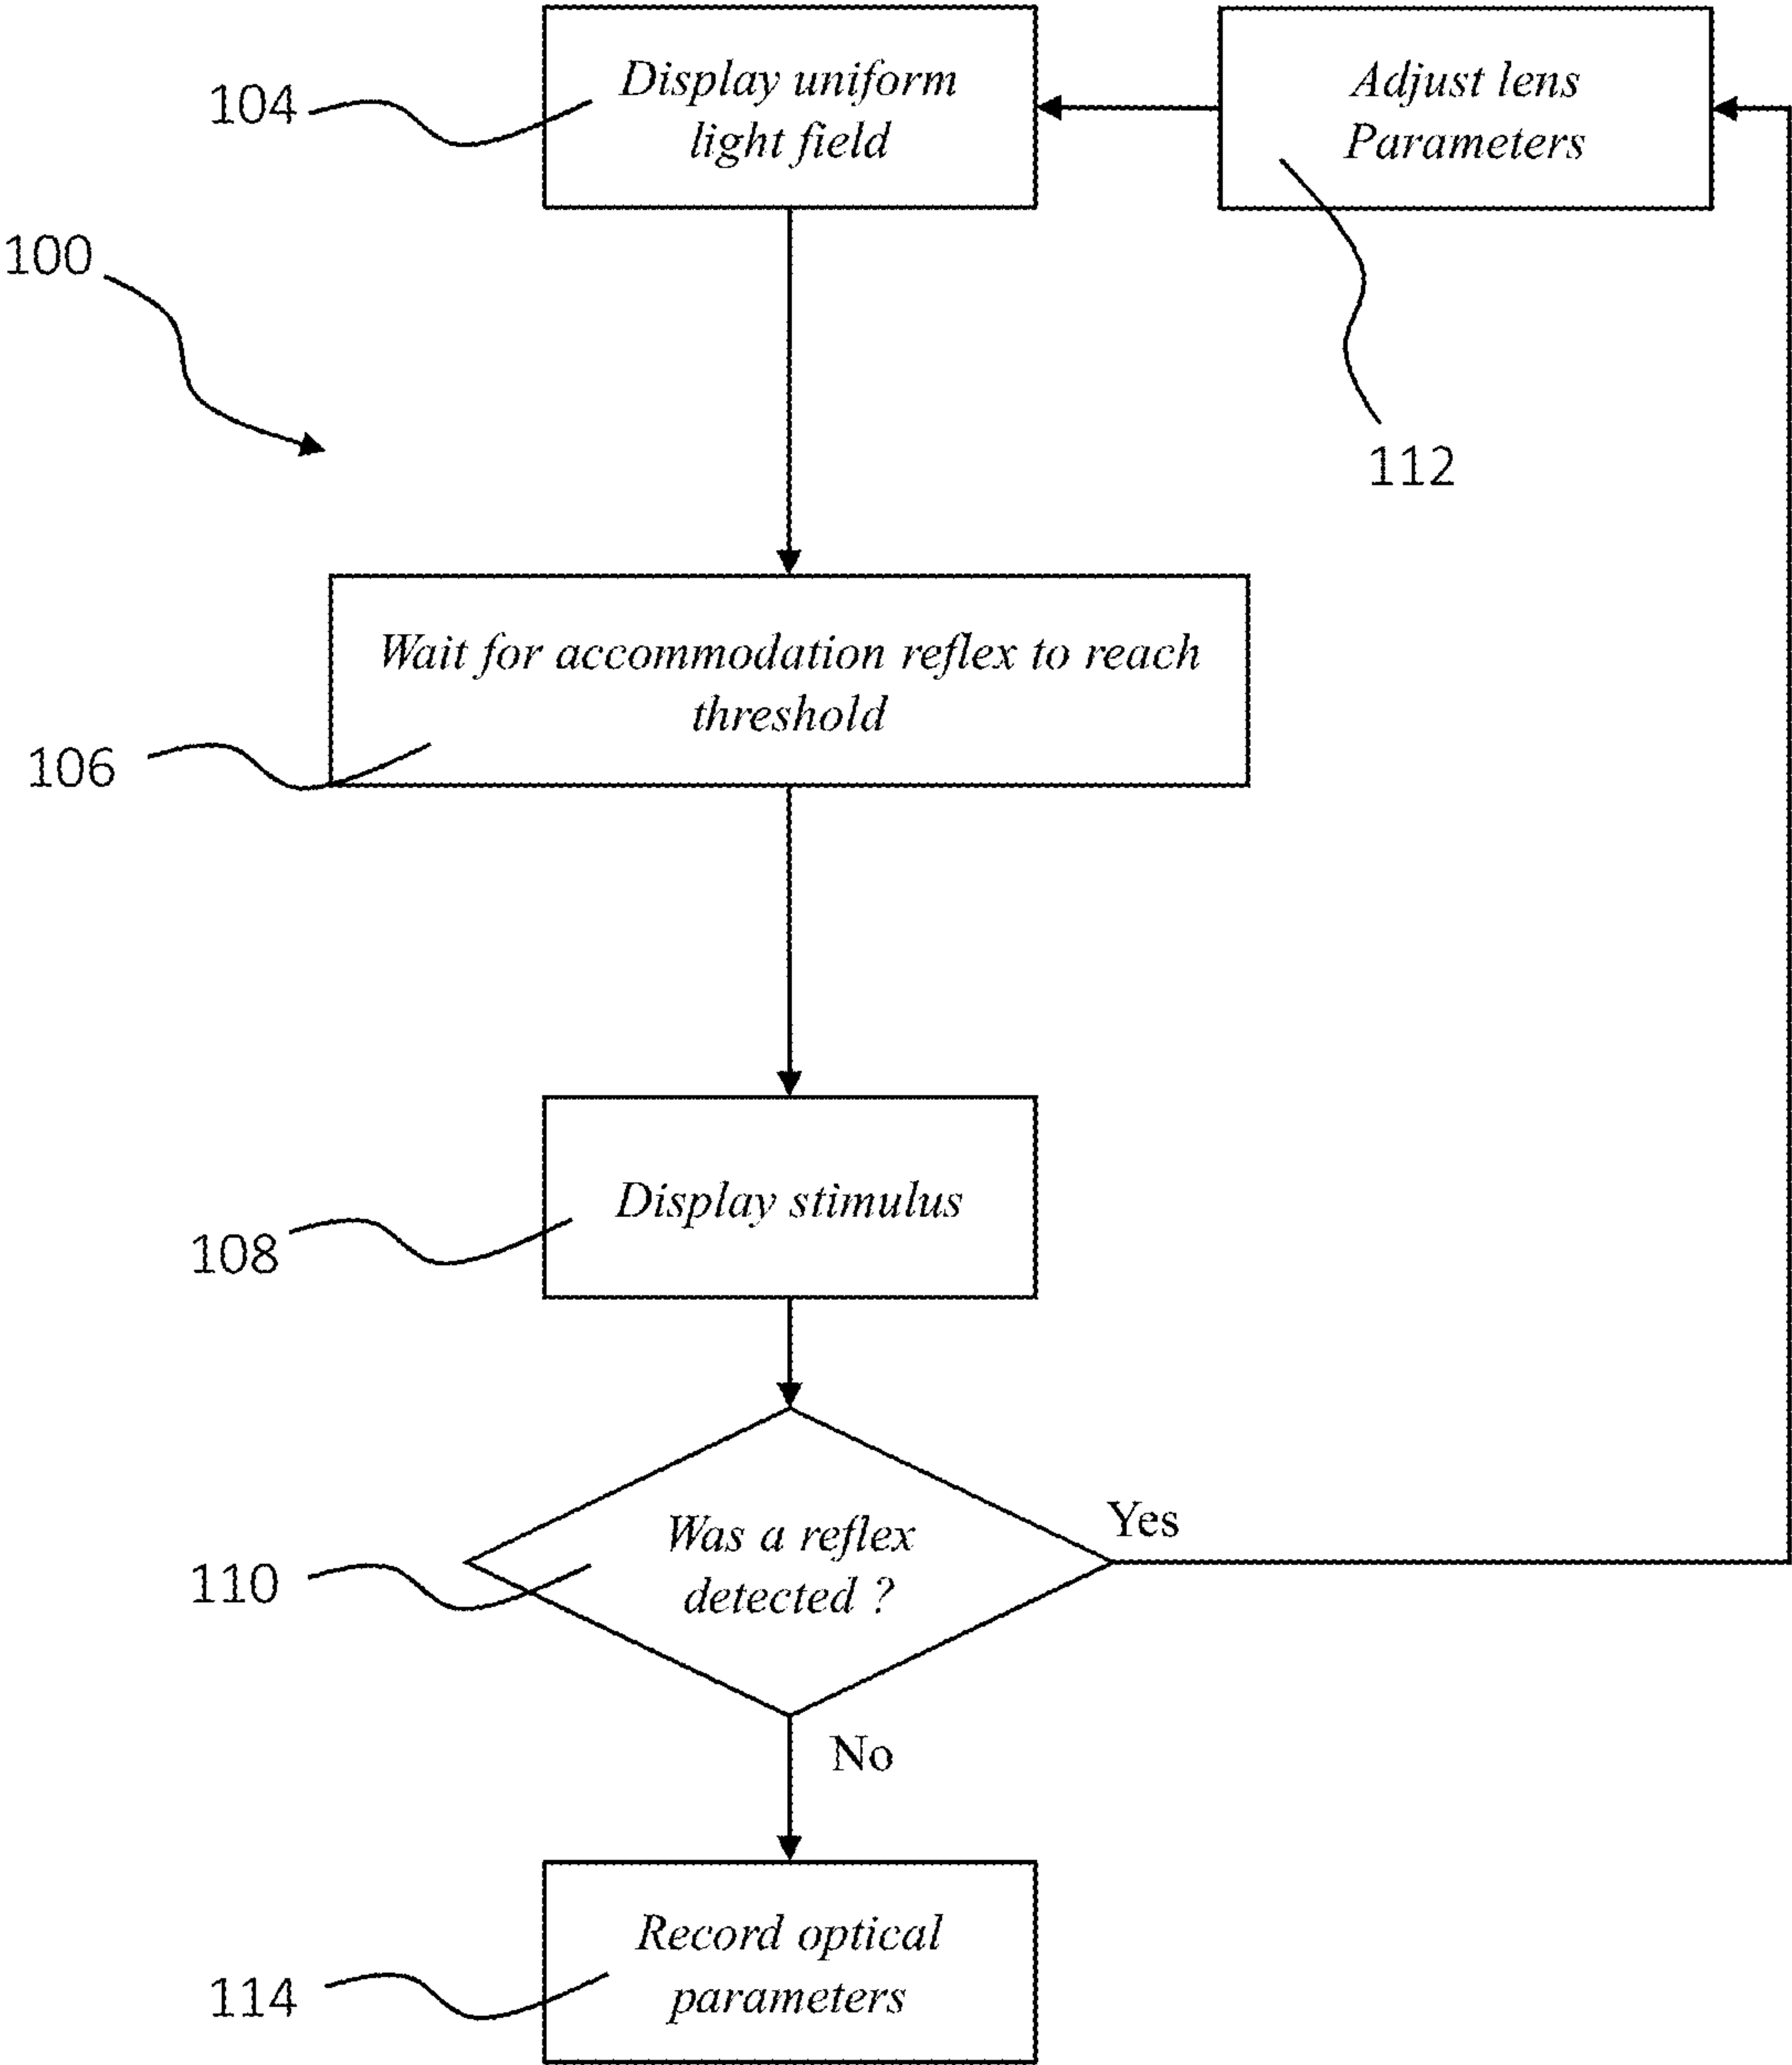 Display uniform
light field
Adjust lens
Parameters
104
100
112
Wait for accommodation reflex to reach
threshold
106
Display stimulus
108
Was a reflex
detected ?
Yes
110
No
Record optical
parameters
114